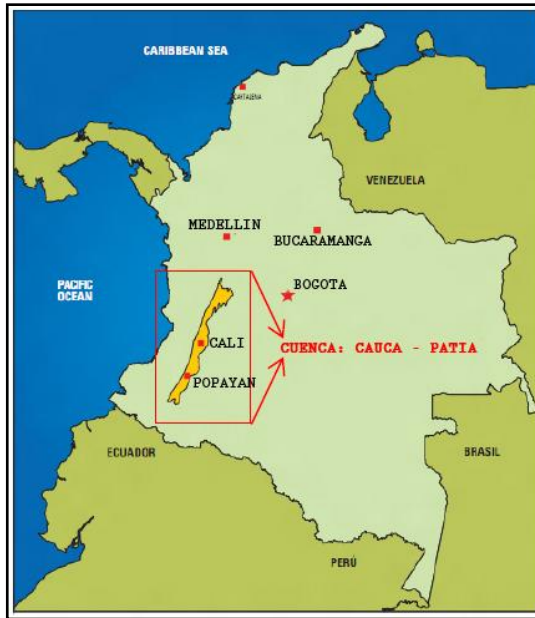 CARIBBEAN SEA
CARTAGENA
VENEZUELA
MEDELLIN
BUCARAMANGA
PACIFIC
OCEAN
BOGOTA
CALI
CUENCA: CAUCA - PATIA
POPAYAN
ECUADOR
BRASIL
PERÚ